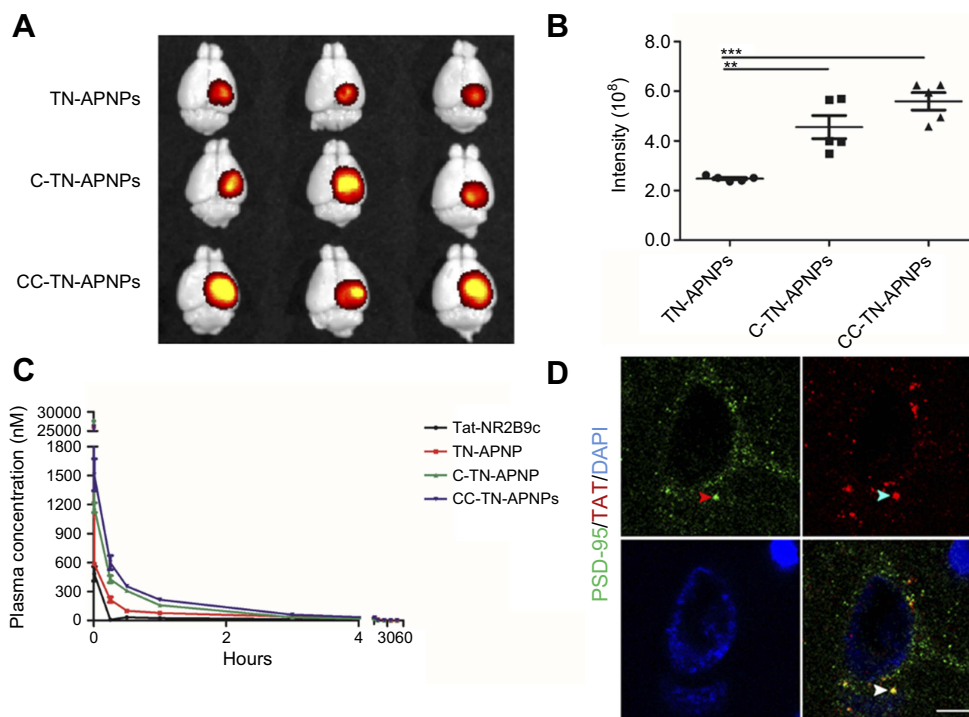 A
TN-APNPs
C-TN-APNPs
CC-TN-APNPs
B
8.0
6.0
4.0
2.0
0.0
Intensity (10⁸)
***
**
TN-APNPs
C-TN-APNPs
CC-TN-APNPs
C
30000
25000
1800
1500
1200
900
600
300
0
Plasma concentration (nM)
0 2 4 3060
Hours
Tat-NR2B9c
TN-APNP
C-TN-APNP
CC-TN-APNPs
D
PSD-95/TAT/DAPI